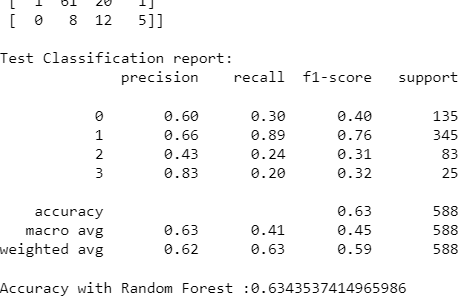 [ 1 61 20 1]
[ 0 8 12 5]]
Test Classification report:
precision recall f1-score support
0 0.60 0.30 0.40 135
1 0.66 0.89 0.76 345
2 0.43 0.24 0.31 83
3 0.83 0.20 0.32 25
accuracy 0.63 588
macro avg 0.63 0.41 0.45 588
weighted avg 0.62 0.63 0.59 588
Accuracy with Random Forest :0.6343537414965986